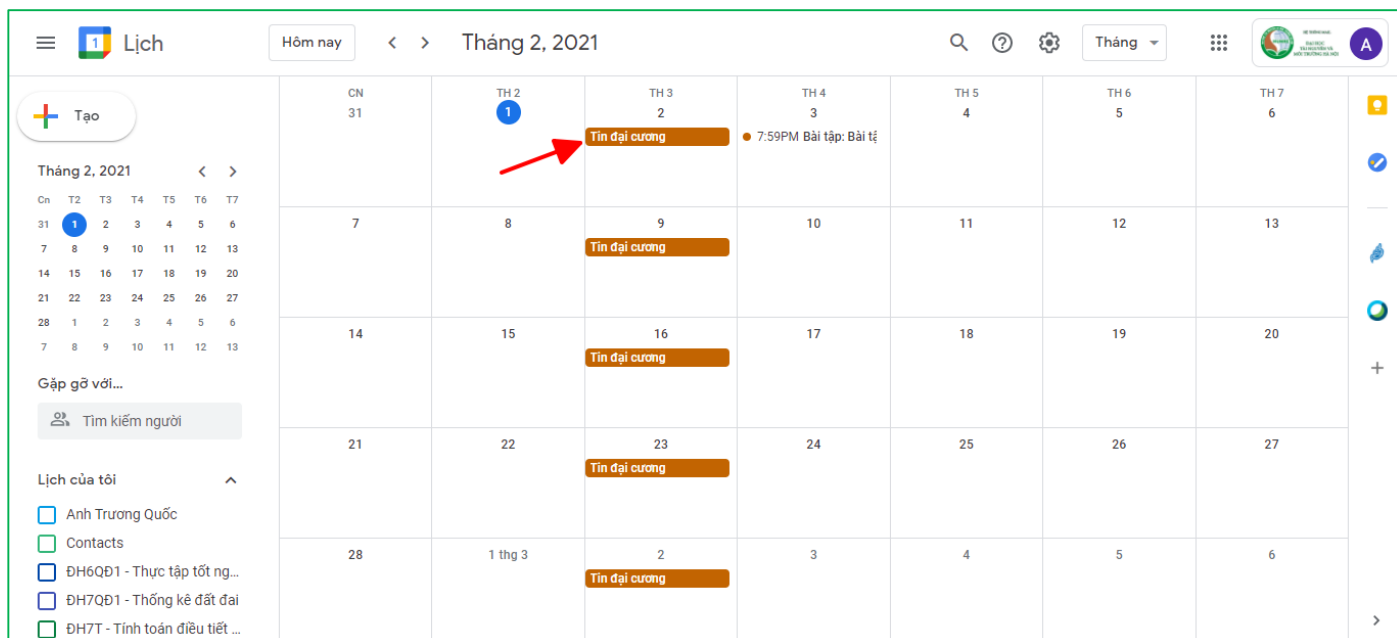 Lịch
Hôm nay
Tháng 2, 2021
Tháng
A
Tạo
Tháng 2, 2021
Cn T2 T3 T4 T5 T6 T7
31 1 2 3 4 5 6
7 8 9 10 11 12 13
14 15 16 17 18 19 20
21 22 23 24 25 26 27
28 1 2 3 4 5 6
7 8 9 10 11 12 13
Gặp gỡ với...
Tìm kiếm người
Lịch của tôi
Anh Trương Quốc
Contacts
ĐH6QĐ1 - Thực tập tốt ng...
ĐH7QĐ1 - Thống kê đất đai
ĐH7T - Tính toán điều tiết ...
CN TH 2 TH 3 TH 4 TH 5 TH 6 TH 7
31 1 2 3 4 5 6
Tin đại cương
7:59PM Bài tập: Bài tậ
7 8 9 10 11 12 13
Tin đại cương
14 15 16 17 18 19 20
Tin đại cương
21 22 23 24 25 26 27
Tin đại cương
28 1 thg 3 2 3 4 5 6
Tin đại cương